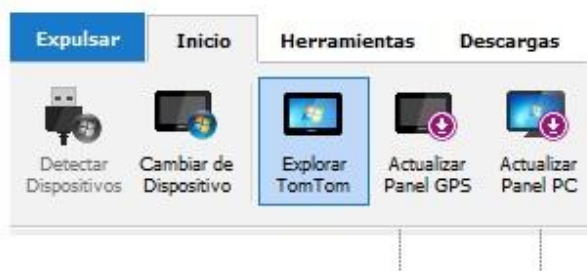 Expulsar Inicio Herramientas Descargas
Detectar Dispositivos
Cambiar de Dispositivo
Explorar TomTom
Actualizar Panel GPS
Actualizar Panel PC